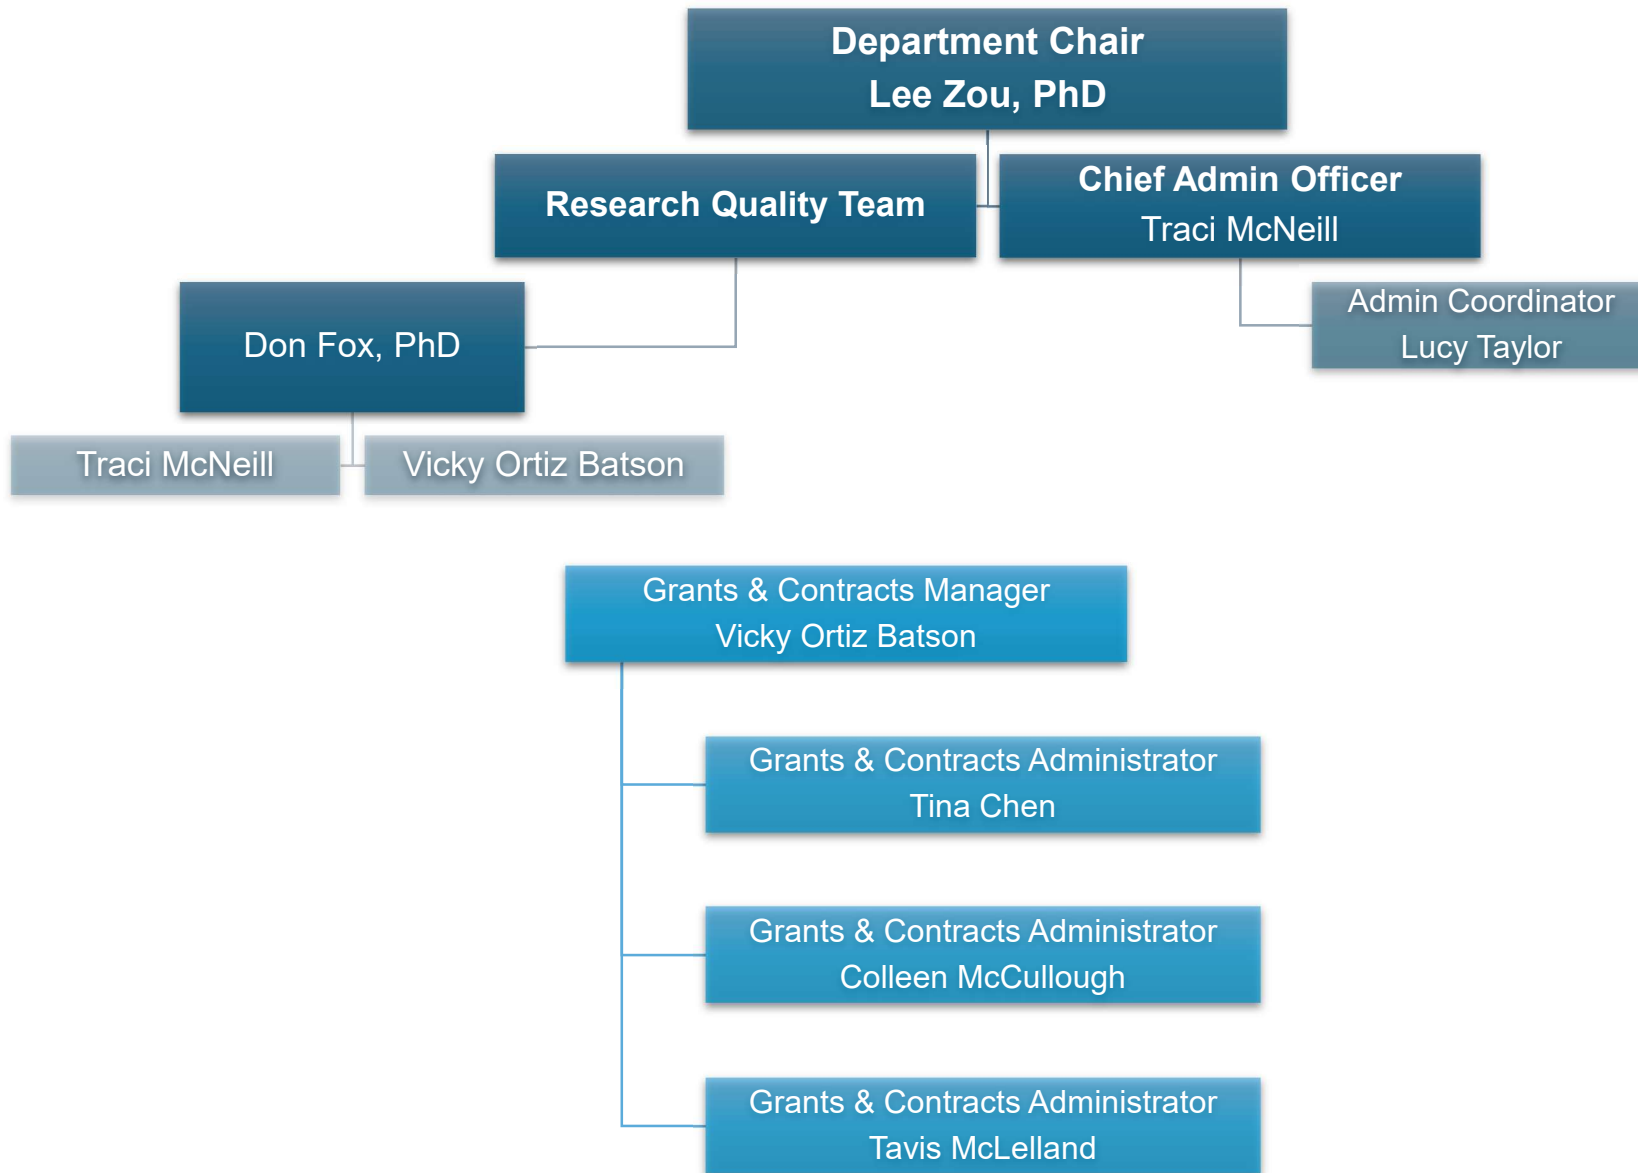 Department Chair
Lee Zou, PhD
Research Quality Team
Chief Admin Officer
Traci McNeill
Don Fox, PhD
Admin Coordinator
Lucy Taylor
Traci McNeill
Vicky Ortiz Batson
Grants & Contracts Manager
Vicky Ortiz Batson
Grants & Contracts Administrator
Tina Chen
Grants & Contracts Administrator
Colleen McCullough
Grants & Contracts Administrator
Tavis McLelland